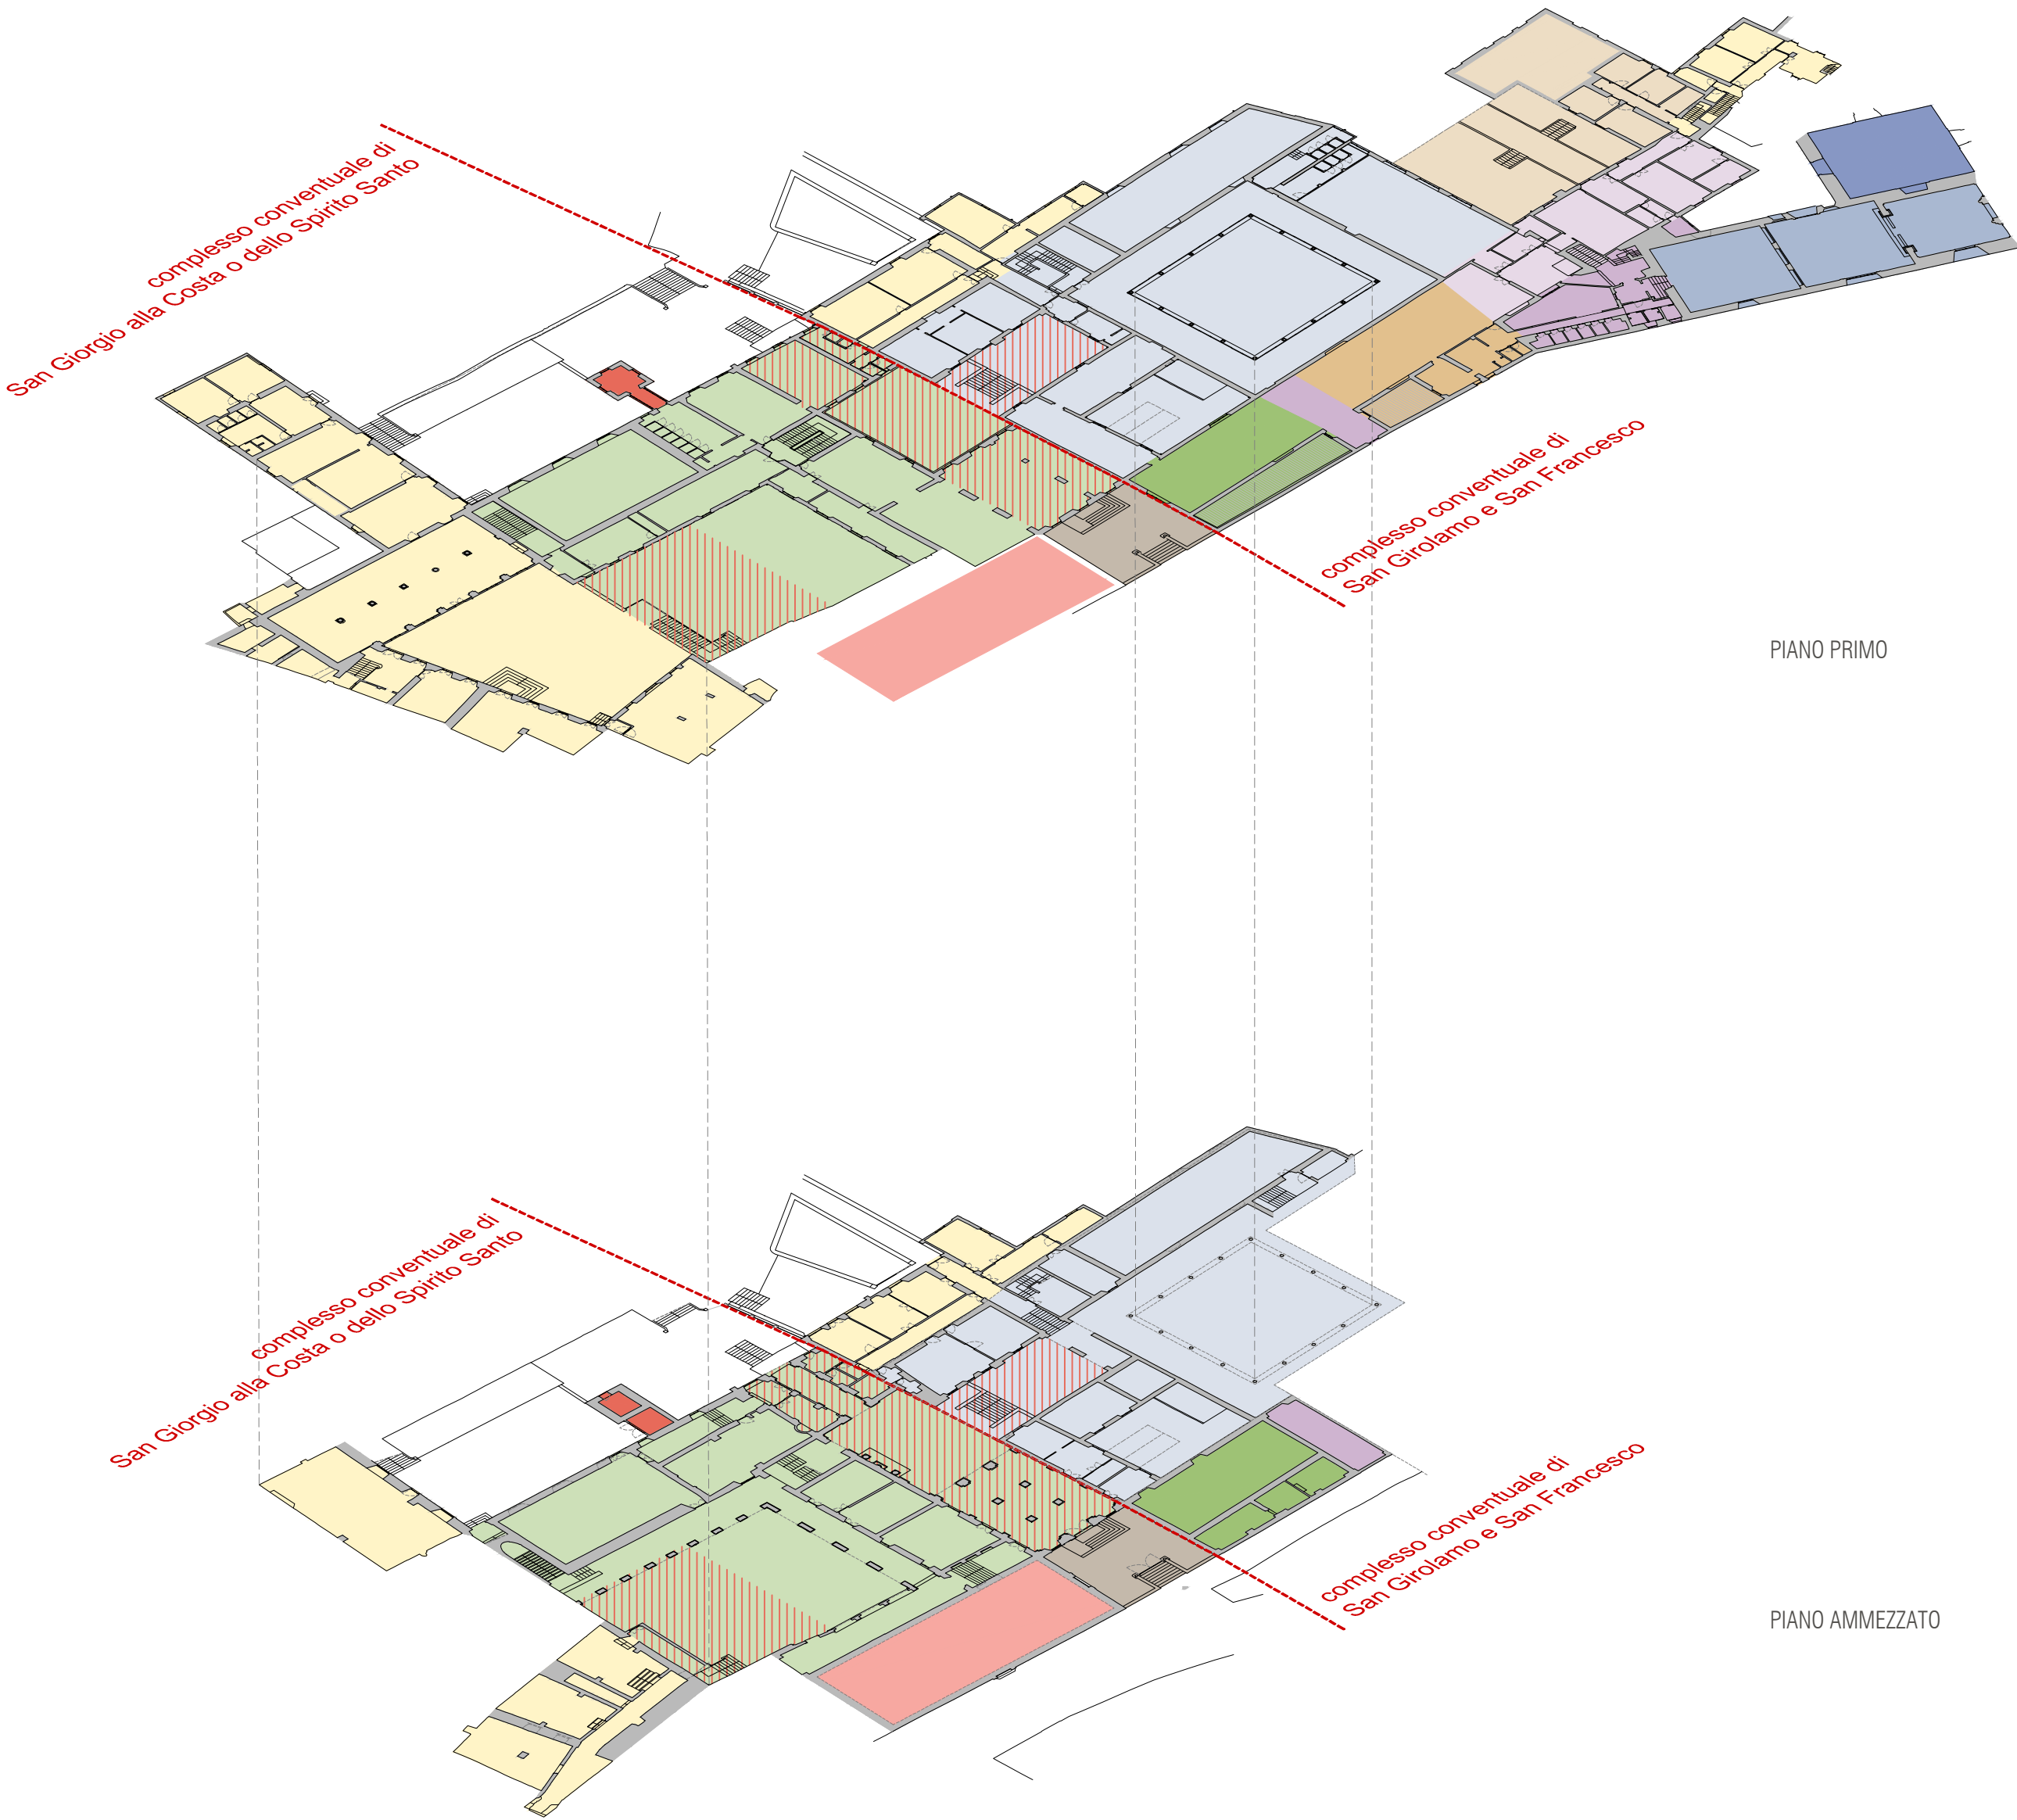 complesso conventuale di
San Giorgio alla Costa o dello Spirito Santo
complesso conventuale di
San Girolamo e San Francesco
PIANO PRIMO
complesso conventuale di
San Giorgio alla Costa o dello Spirito Santo
complesso conventuale di
San Girolamo e San Francesco
PIANO AMMEZZATO